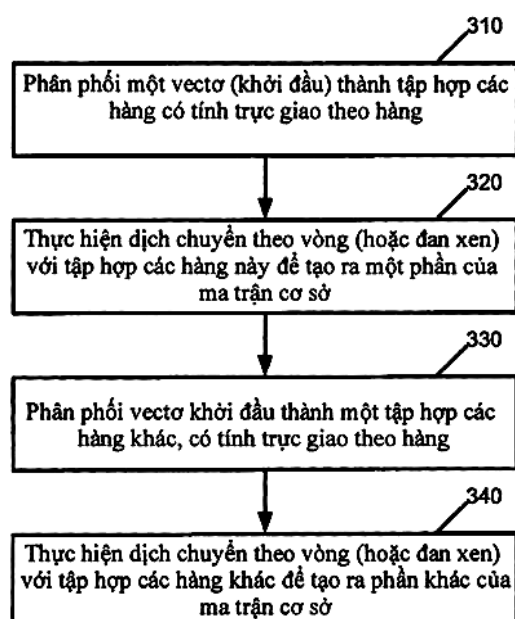 310
Phân phối một vectơ (khởi đầu) thành tập hợp các
hàng có tính trực giao theo hàng
320
Thực hiện dịch chuyển theo vòng (hoặc đan xen)
với tập hợp các hàng này để tạo ra một phần của
ma trận cơ sở
330
Phân phối vectơ khởi đầu thành một tập hợp các
hàng khác, có tính trực giao theo hàng
340
Thực hiện dịch chuyển theo vòng (hoặc đan xen)
với tập hợp các hàng khác để tạo ra phần khác của
ma trận cơ sở